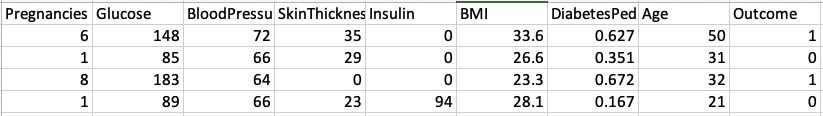 Pregnancies Glucose BloodPressu SkinThicknes Insulin BMI DiabetesPed Age Outcome
6 148 72 35 0 33.6 0.627 50 1
1 85 66 29 0 26.6 0.351 31 0
8 183 64 0 0 23.3 0.672 32 1
1 89 66 23 94 28.1 0.167 21 0